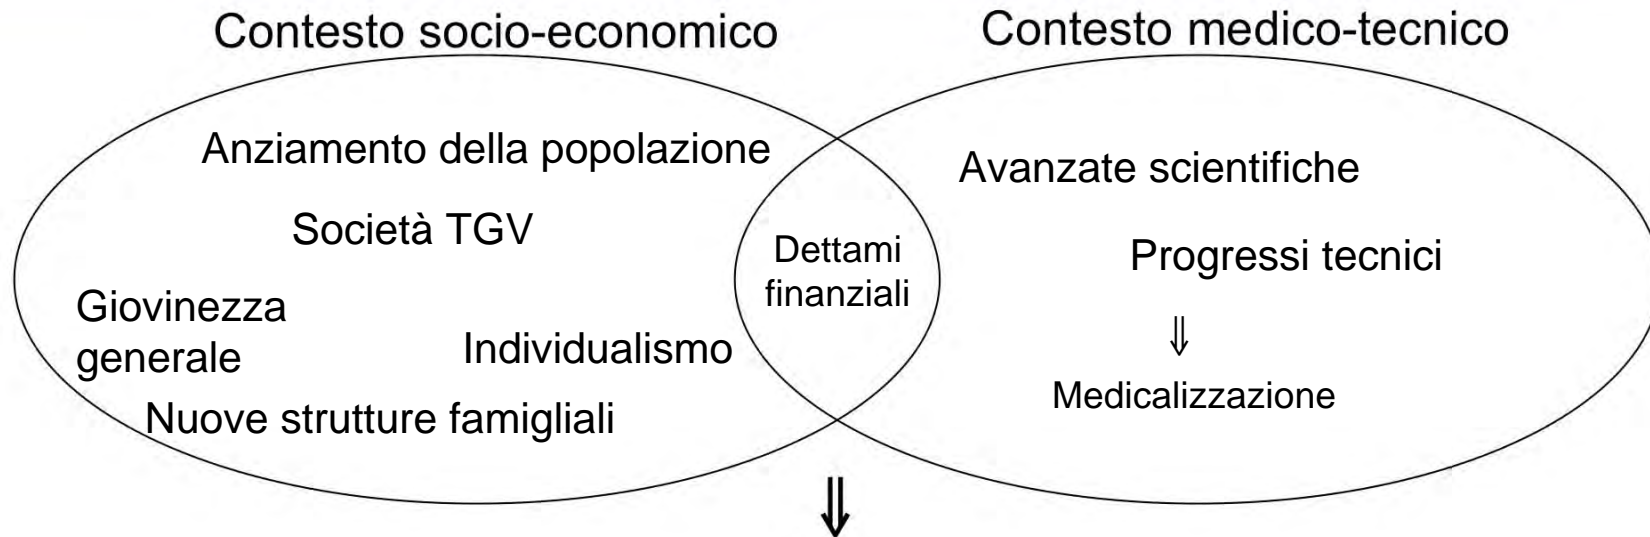 Contesto socio-economico
Contesto medico-tecnico
Anziamento della popolazione
Società TGV
Giovinezza
generale
Individualismo
Nuove strutture famigliali
Dettami
finanziali
Avanzate scientifiche
Progressi tecnici
⇓
Medicalizzazione
⇓